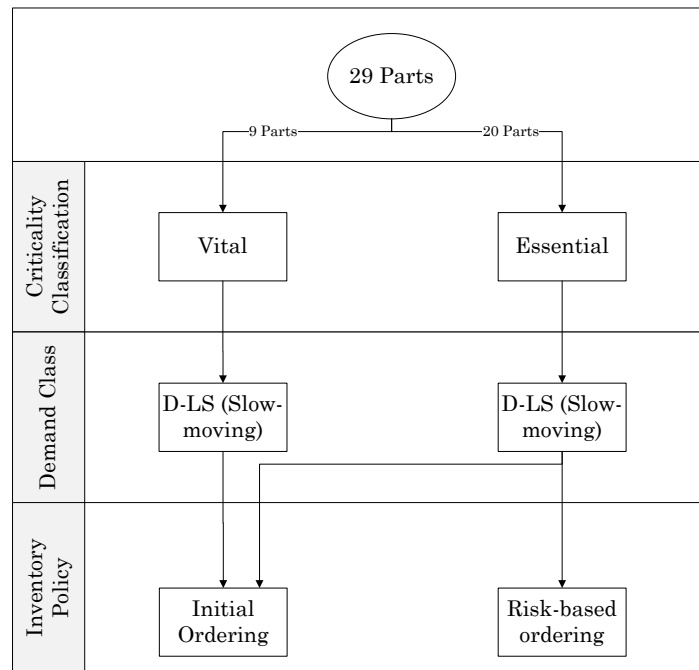 29 Parts
9 Parts
20 Parts
Criticality
Classification
Vital
Essential
Demand Class
D-LS (Slow-
moving)
D-LS (Slow-
moving)
Inventory
Policy
Initial
Ordering
Risk-based
ordering